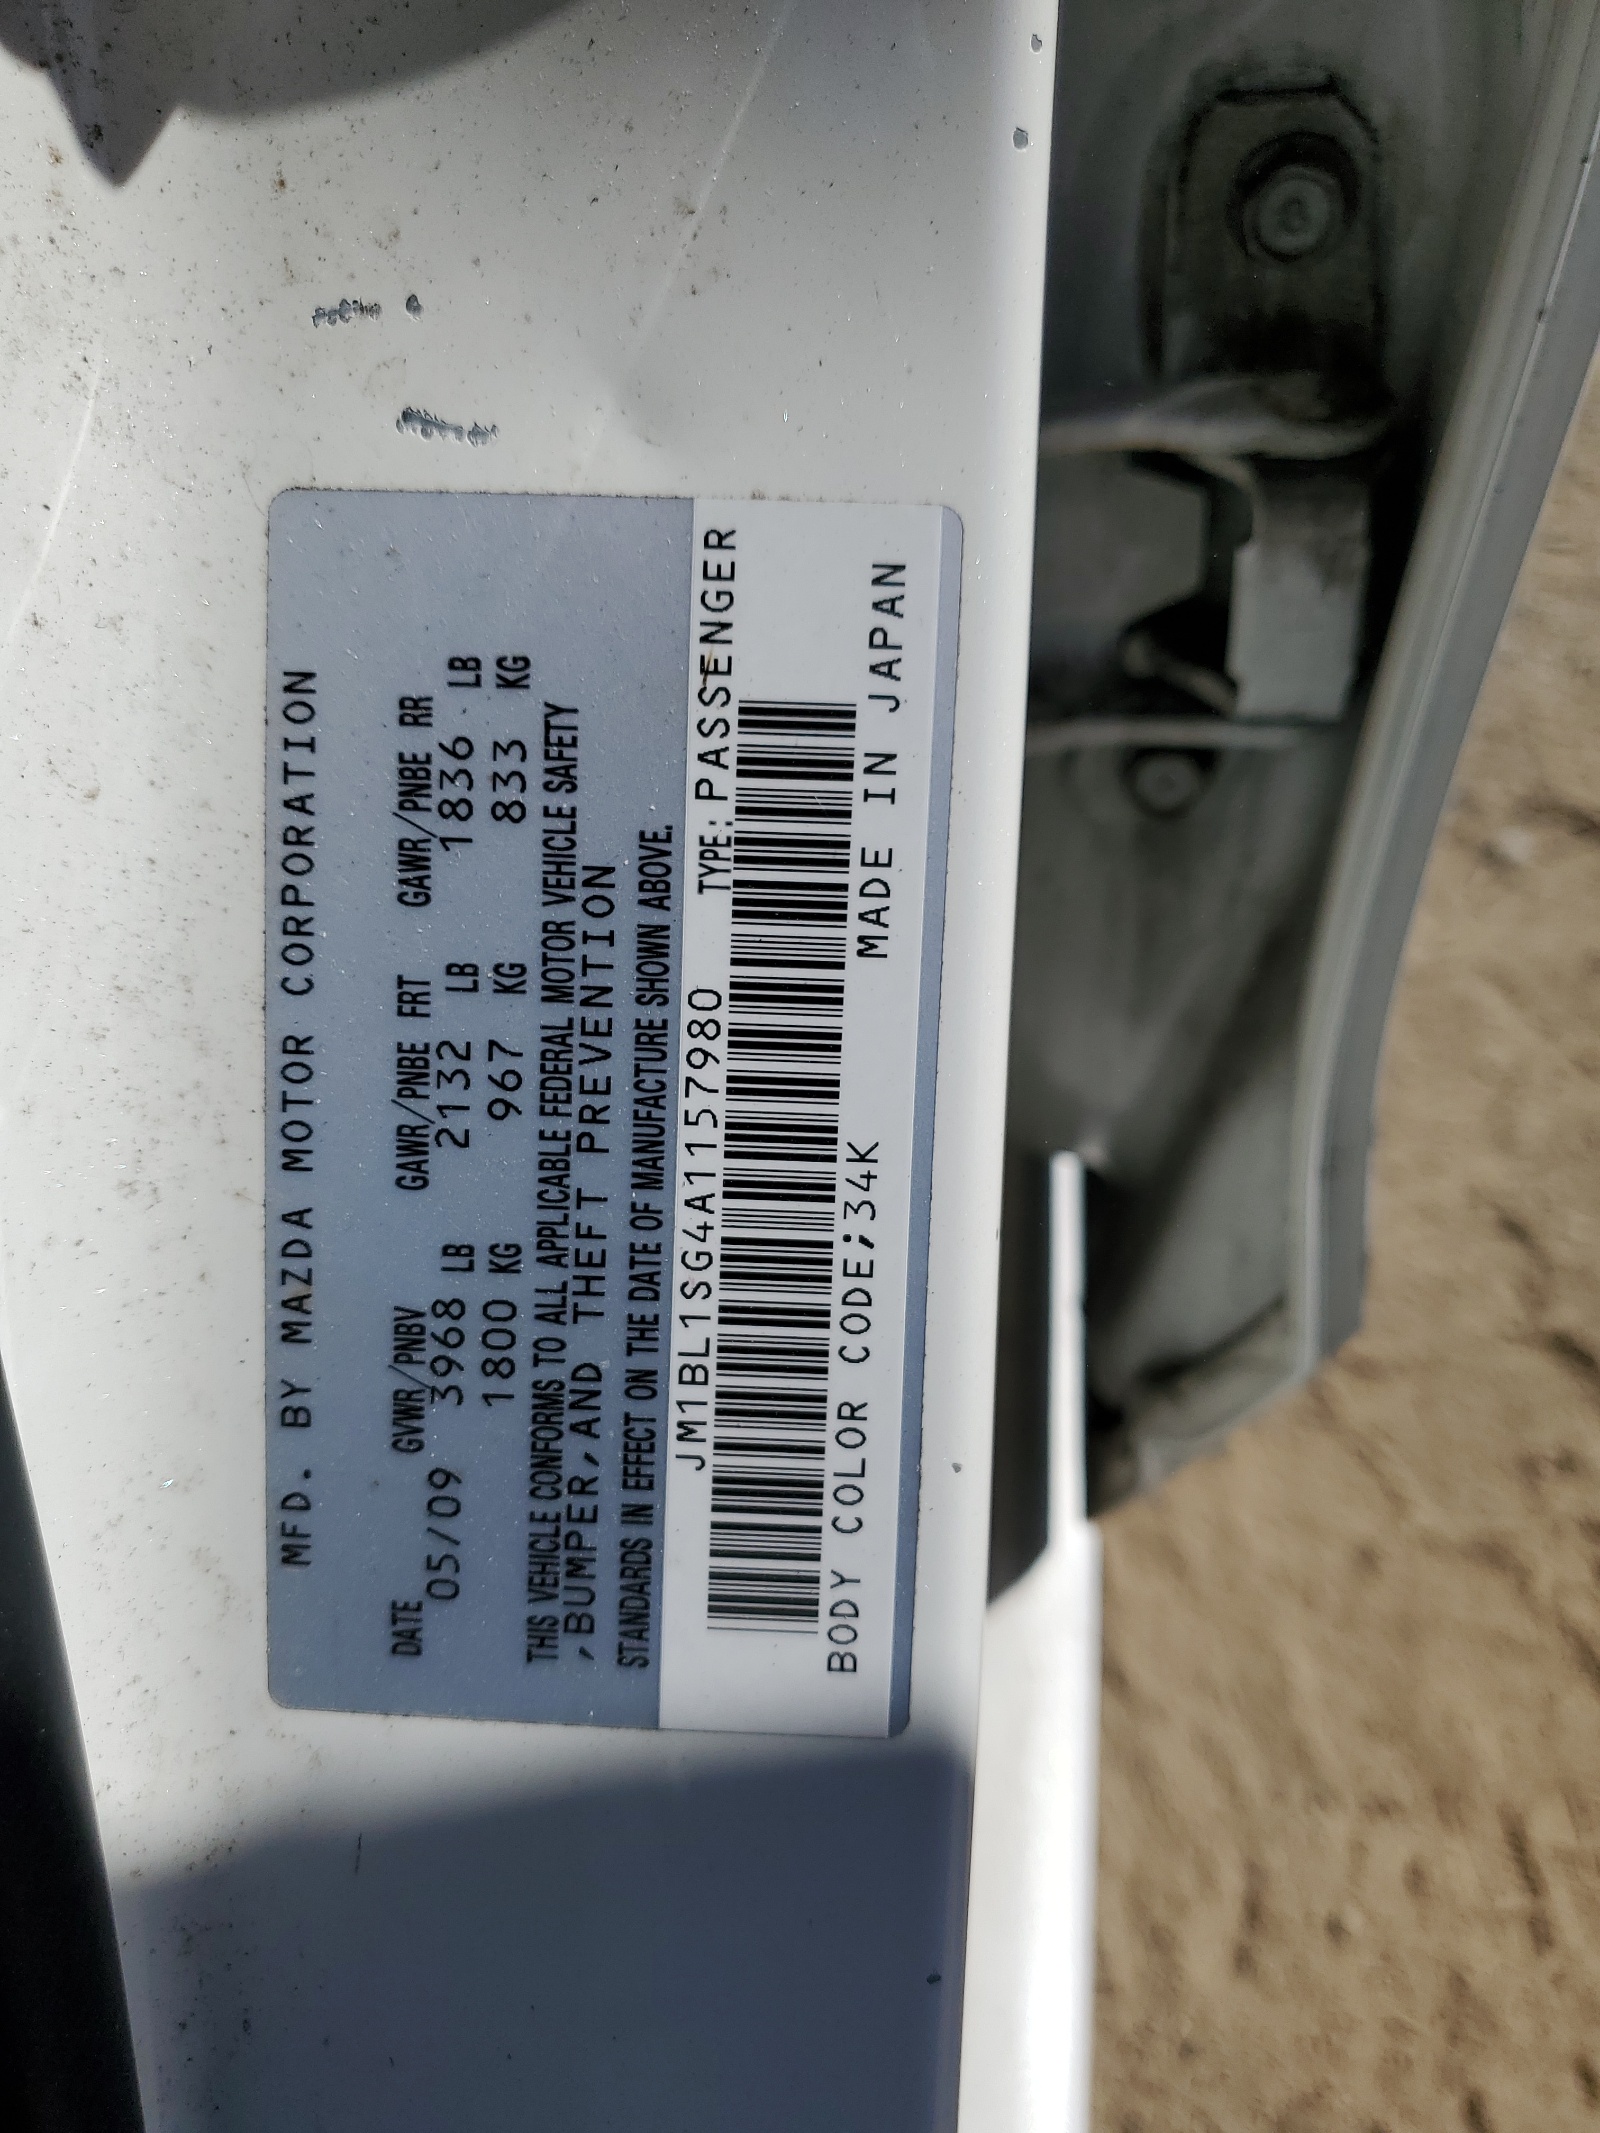 MFD. BY MAZDA MOTOR CORPORATION
DATE GVWR/PNBV GAWR/PNBE FRT GAWR/PNBE RR
05/09 3968 LB 2132 LB 1836 LB
1800 KG 967 KG 833 KG
THIS VEHICLE CONFORMS TO ALL APPLICABLE FEDERAL MOTOR VEHICLE SAFETY
,BUMPER,AND THEFT PREVENTION
STANDARDS IN EFFECT ON THE DATE OF MANUFACTURE SHOWN ABOVE.
JM1BL1SG4A1157980 TYPE: PASSENGER
BODY COLOR CODE;34K MADE IN JAPAN